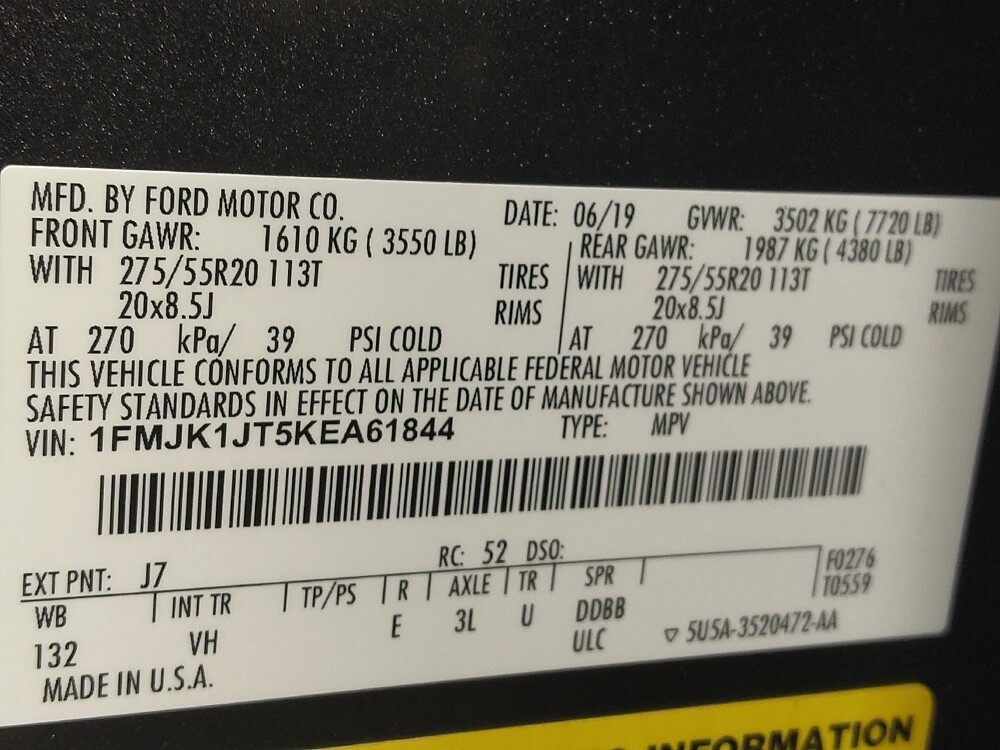 MFD. BY FORD MOTOR CO.
DATE: 06/19 GVWR: 3502 KG ( 7720 LB)
FRONT GAWR: 1610 KG ( 3550 LB) REAR GAWR: 1987 KG ( 4380 LB)
WITH 275/55R20 113T TIRES WITH 275/55R20 113T TIRES
20x8.5J RIMS 20x8.5J RIMS
AT 270 kPa/ 39 PSI COLD AT 270 kPa/ 39 PSI COLD
THIS VEHICLE CONFORMS TO ALL APPLICABLE FEDERAL MOTOR VEHICLE
SAFETY STANDARDS IN EFFECT ON THE DATE OF MANUFACTURE SHOWN ABOVE.
VIN: 1FMJK1JT5KEA61844 TYPE: MPV
EXT PNT: J7 RC: 52 DSO: F0276
WB INT TR TP/PS R AXLE TR SPR T0559
132 VH E 3L U DDBB
ULC ▽ 5U5A-3520472-AA
MADE IN U.S.A.
INFORMATION